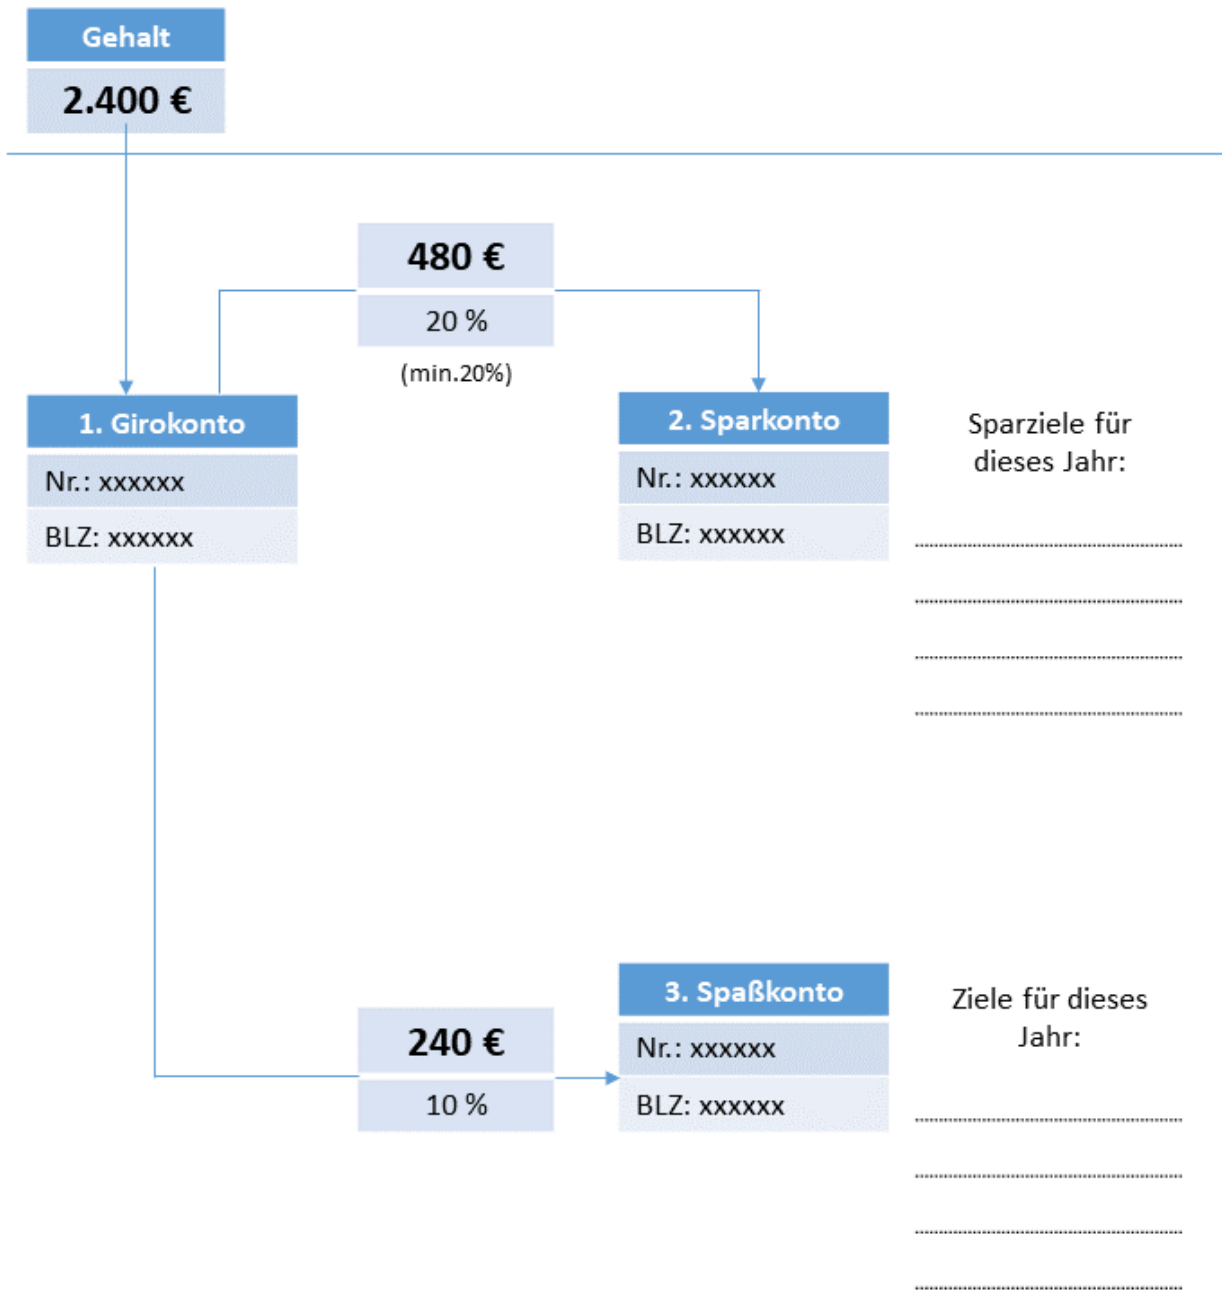 Gehalt
2.400 €
480 €
20 %
(min.20%)
1. Girokonto
Nr.: xxxxxx
BLZ: xxxxxx
2. Sparkonto
Nr.: xxxxxx
BLZ: xxxxxx
Sparziele für
dieses Jahr:
240 €
10 %
3. Spaßkonto
Nr.: xxxxxx
BLZ: xxxxxx
Ziele für dieses
Jahr: